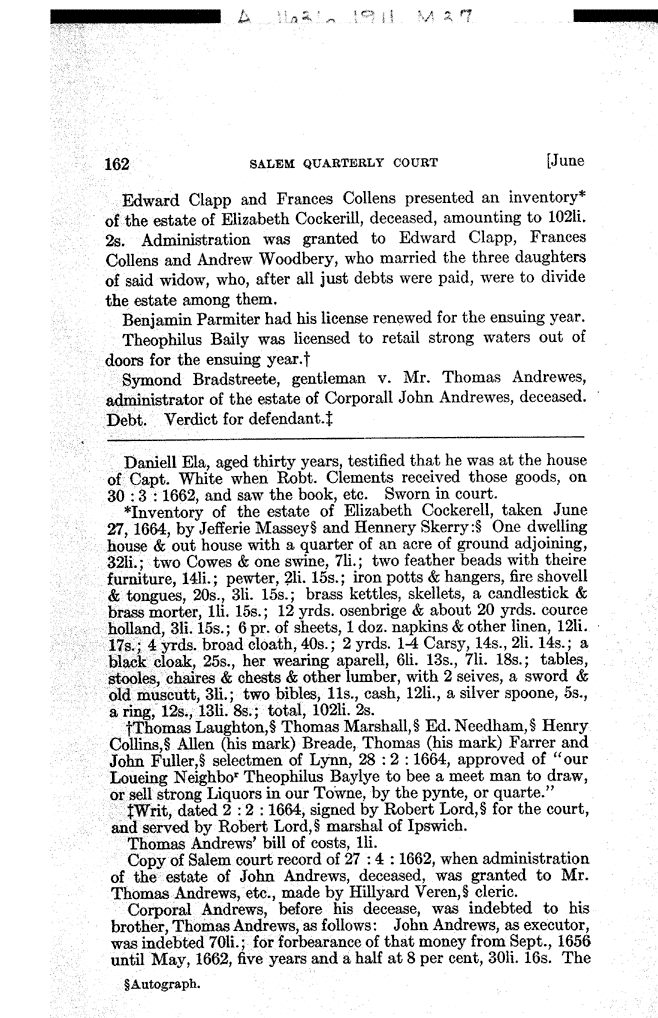 A 1121 1911 M27
162 SALEM QUARTERLY COURT [June
Edward Clapp and Frances Collens presented an inventory*
of the estate of Elizabeth Cockerill, deceased, amounting to 102li.
2s. Administration was granted to Edward Clapp, Frances
Collens and Andrew Woodbery, who married the three daughters
of said widow, who, after all just debts were paid, were to divide
the estate among them.
Benjamin Parmiter had his license renewed for the ensuing year.
Theophilus Baily was licensed to retail strong waters out of
doors for the ensuing year.†
Symond Bradstreete, gentleman v. Mr. Thomas Andrewes,
administrator of the estate of Corporall John Andrewes, deceased.
Debt. Verdict for defendant.‡
Daniell Ela, aged thirty years, testified that he was at the house
of Capt. White when Robt. Clements received those goods, on
30 : 3 : 1662, and saw the book, etc. Sworn in court.
*Inventory of the estate of Elizabeth Cockerell, taken June
27, 1664, by Jefferie Massey§ and Hennery Skerry:§ One dwelling
house & out house with a quarter of an acre of ground adjoining,
32li.; two Cowes & one swine, 7li.; two feather beads with theire
furniture, 14li.; pewter, 2li. 15s.; iron potts & hangers, fire shovell
& tongues, 20s., 3li. 15s.; brass kettles, skellets, a candlestick &
brass morter, 1li. 15s.; 12 yrds. osenbrige & about 20 yrds. cource
holland, 3li. 15s.; 6 pr. of sheets, 1 doz. napkins & other linen, 12li.
17s.; 4 yrds. broad cloath, 40s.; 2 yrds. 1-4 Carsy, 14s., 2li. 14s.; a
black cloak, 25s., her wearing aparell, 6li. 13s., 7li. 18s.; tables,
stooles, chaires & chests & other lumber, with 2 seives, a sword &
old muscutt, 3li.; two bibles, 11s., cash, 12li., a silver spoone, 5s.,
a ring, 12s., 13li. 8s.; total, 102li. 2s.
†Thomas Laughton,§ Thomas Marshall,§ Ed. Needham,§ Henry
Collins,§ Allen (his mark) Breade, Thomas (his mark) Farrer and
John Fuller,§ selectmen of Lynn, 28 : 2 : 1664, approved of "our
Loueing Neighboʳ Theophilus Baylye to bee a meet man to draw,
or sell strong Liquors in our Towne, by the pynte, or quarte."
‡Writ, dated 2 : 2 : 1664, signed by Robert Lord,§ for the court,
and served by Robert Lord,§ marshal of Ipswich.
Thomas Andrews' bill of costs, 1li.
Copy of Salem court record of 27 : 4 : 1662, when administration
of the estate of John Andrews, deceased, was granted to Mr.
Thomas Andrews, etc., made by Hillyard Veren,§ cleric.
Corporal Andrews, before his decease, was indebted to his
brother, Thomas Andrews, as follows: John Andrews, as executor,
was indebted 70li.; for forbearance of that money from Sept., 1656
until May, 1662, five years and a half at 8 per cent, 30li. 16s. The
§Autograph.